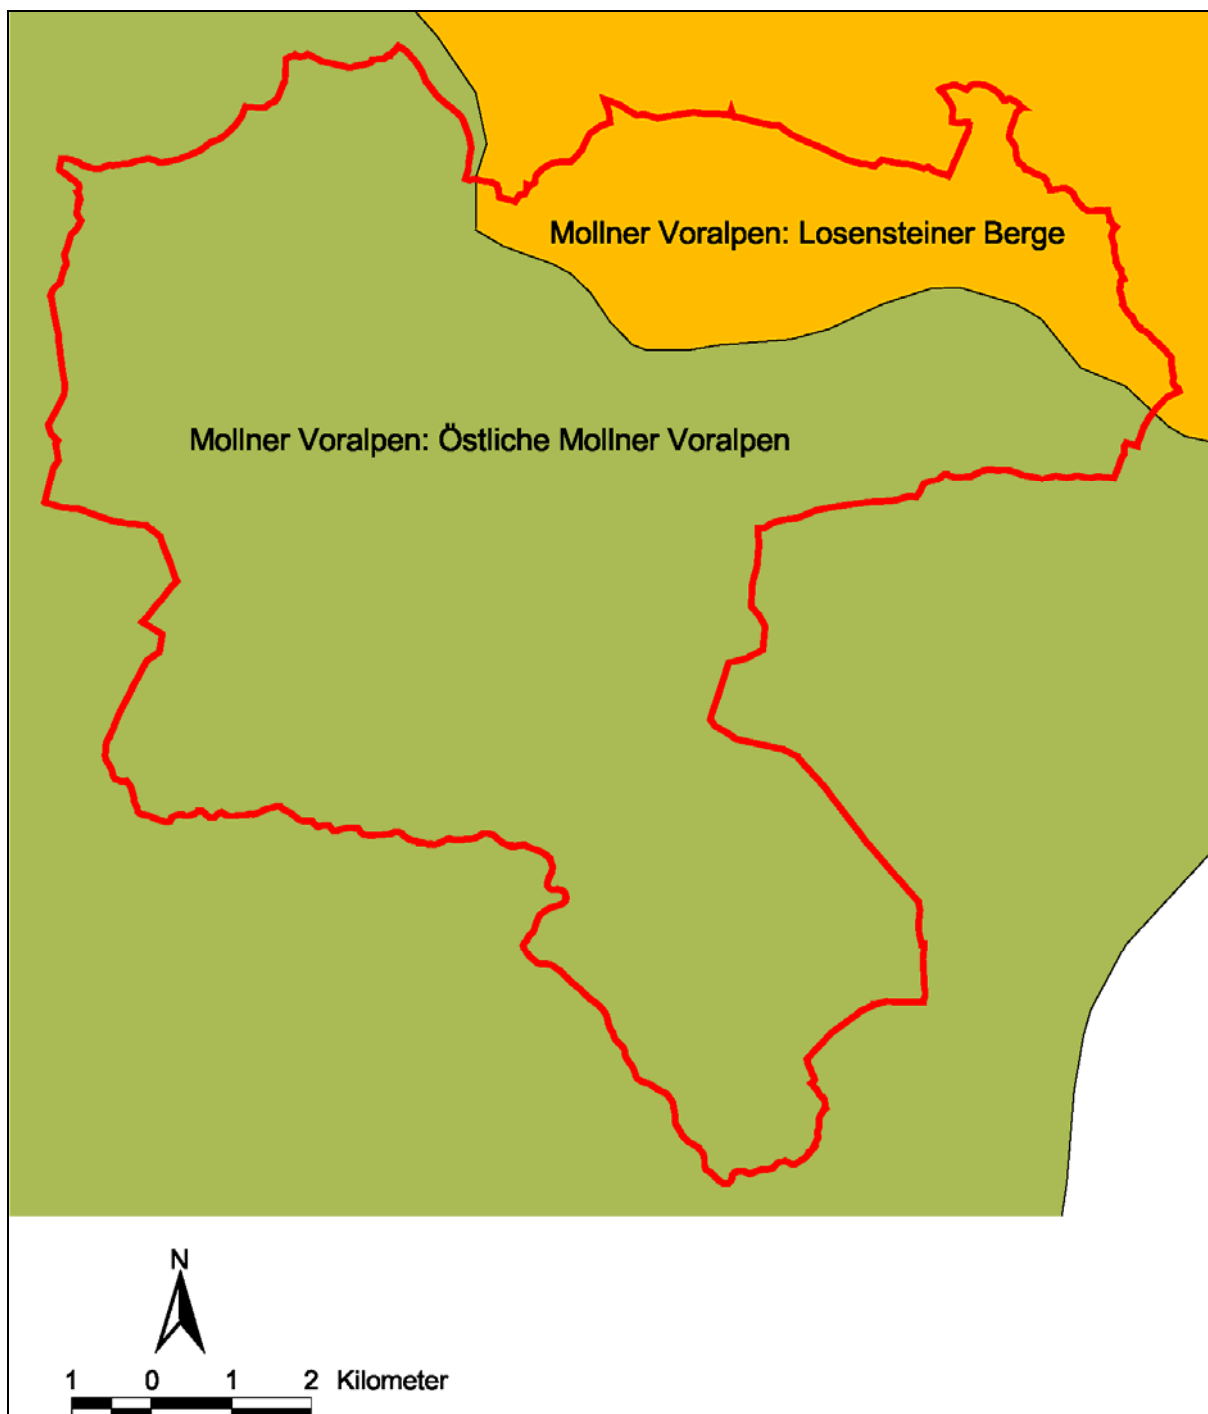 Mollner Voralpen: Losensteiner Berge
Mollner Voralpen: Östliche Mollner Voralpen
N
1 0 1 2 Kilometer